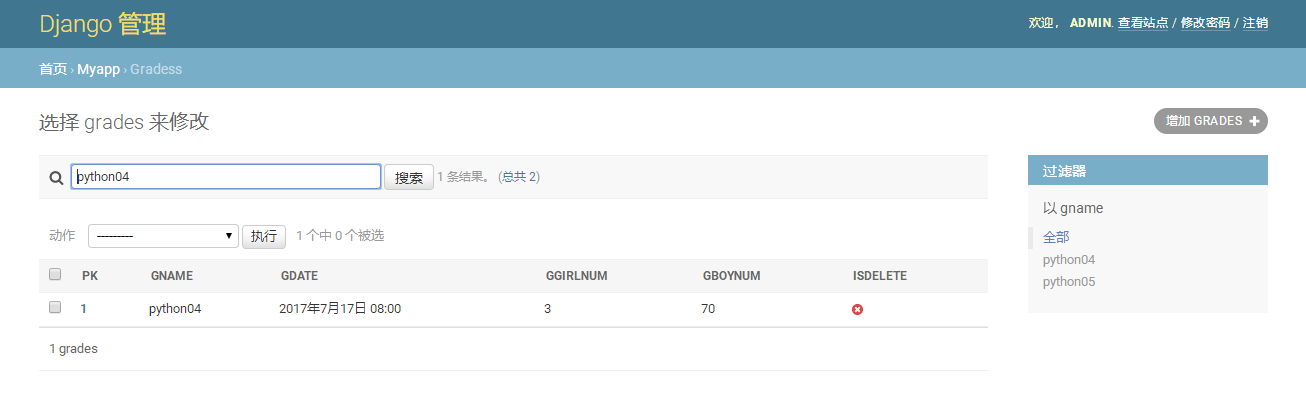 Django 管理
欢迎， ADMIN. 查看站点 / 修改密码 / 注销
首页 › Myapp › Gradess
选择 grades 来修改
增加 GRADES +
python04 搜索 1 条结果。 (总共 2)
动作 --------- 执行 1 个中 0 个被选
PK GNAME GDATE GGIRLNUM GBOYNUM ISDELETE
1 python04 2017年7月17日 08:00 3 70
1 grades
过滤器
以 gname
全部
python04
python05